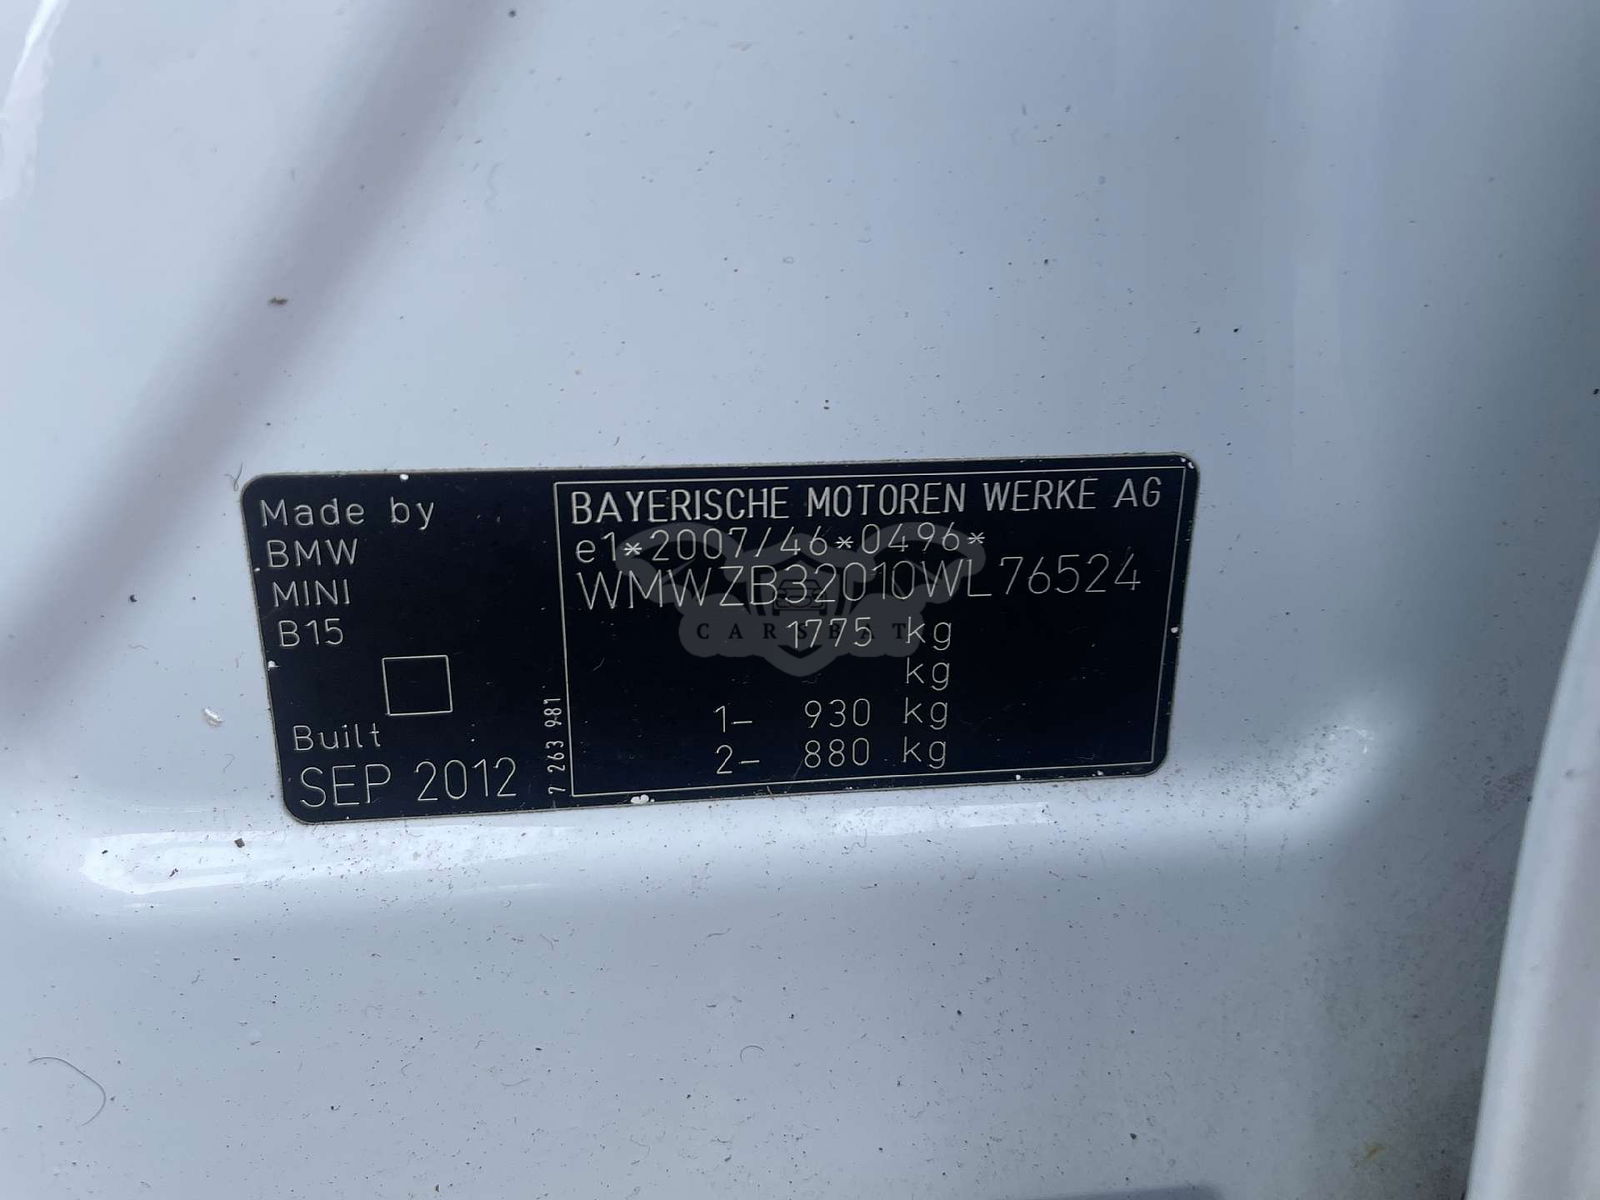 Made by
BMW
MINI
B15
Built
SEP 2012
7 263 981
BAYERISCHE MOTOREN WERKE AG
e1*2007/46*0496*
WMWZB32010WL76524
1775 kg
kg
1- 930 kg
2- 880 kg
CARSBAT